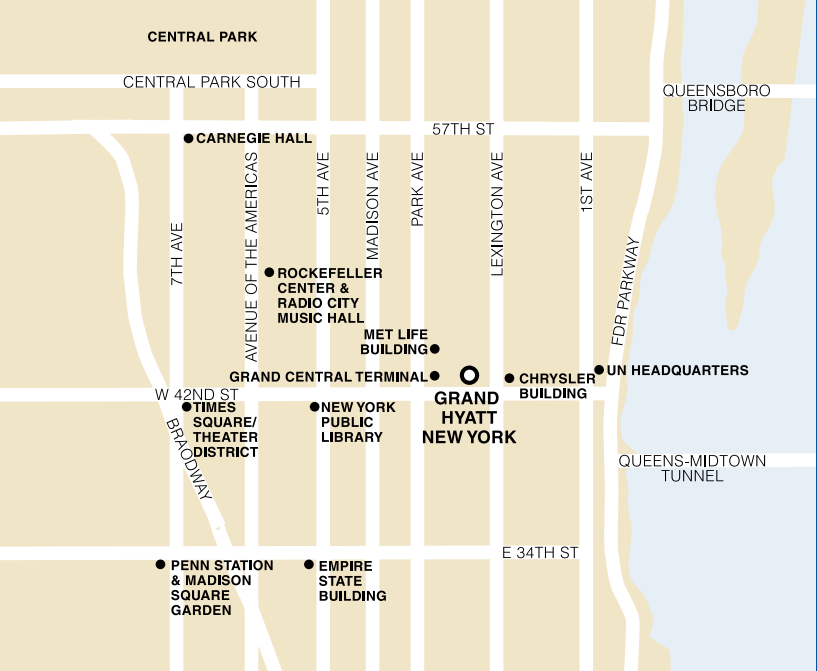 CENTRAL PARK
CENTRAL PARK SOUTH
QUEENSBORO
BRIDGE
57TH ST
CARNEGIE HALL
7TH AVE
AVENUE OF THE AMERICAS
5TH AVE
MADISON AVE
PARK AVE
LEXINGTON AVE
1ST AVE
FDR PARKWAY
ROCKEFELLER
CENTER &
RADIO CITY
MUSIC HALL
MET LIFE
BUILDING
GRAND CENTRAL TERMINAL
CHRYSLER
BUILDING
UN HEADQUARTERS
GRAND
HYATT
NEW YORK
W 42ND ST
TIMES
SQUARE/
THEATER
DISTRICT
NEW YORK
PUBLIC
LIBRARY
BRAODWAY
QUEENS-MIDTOWN
TUNNEL
E 34TH ST
PENN STATION
& MADISON
SQUARE
GARDEN
EMPIRE
STATE
BUILDING